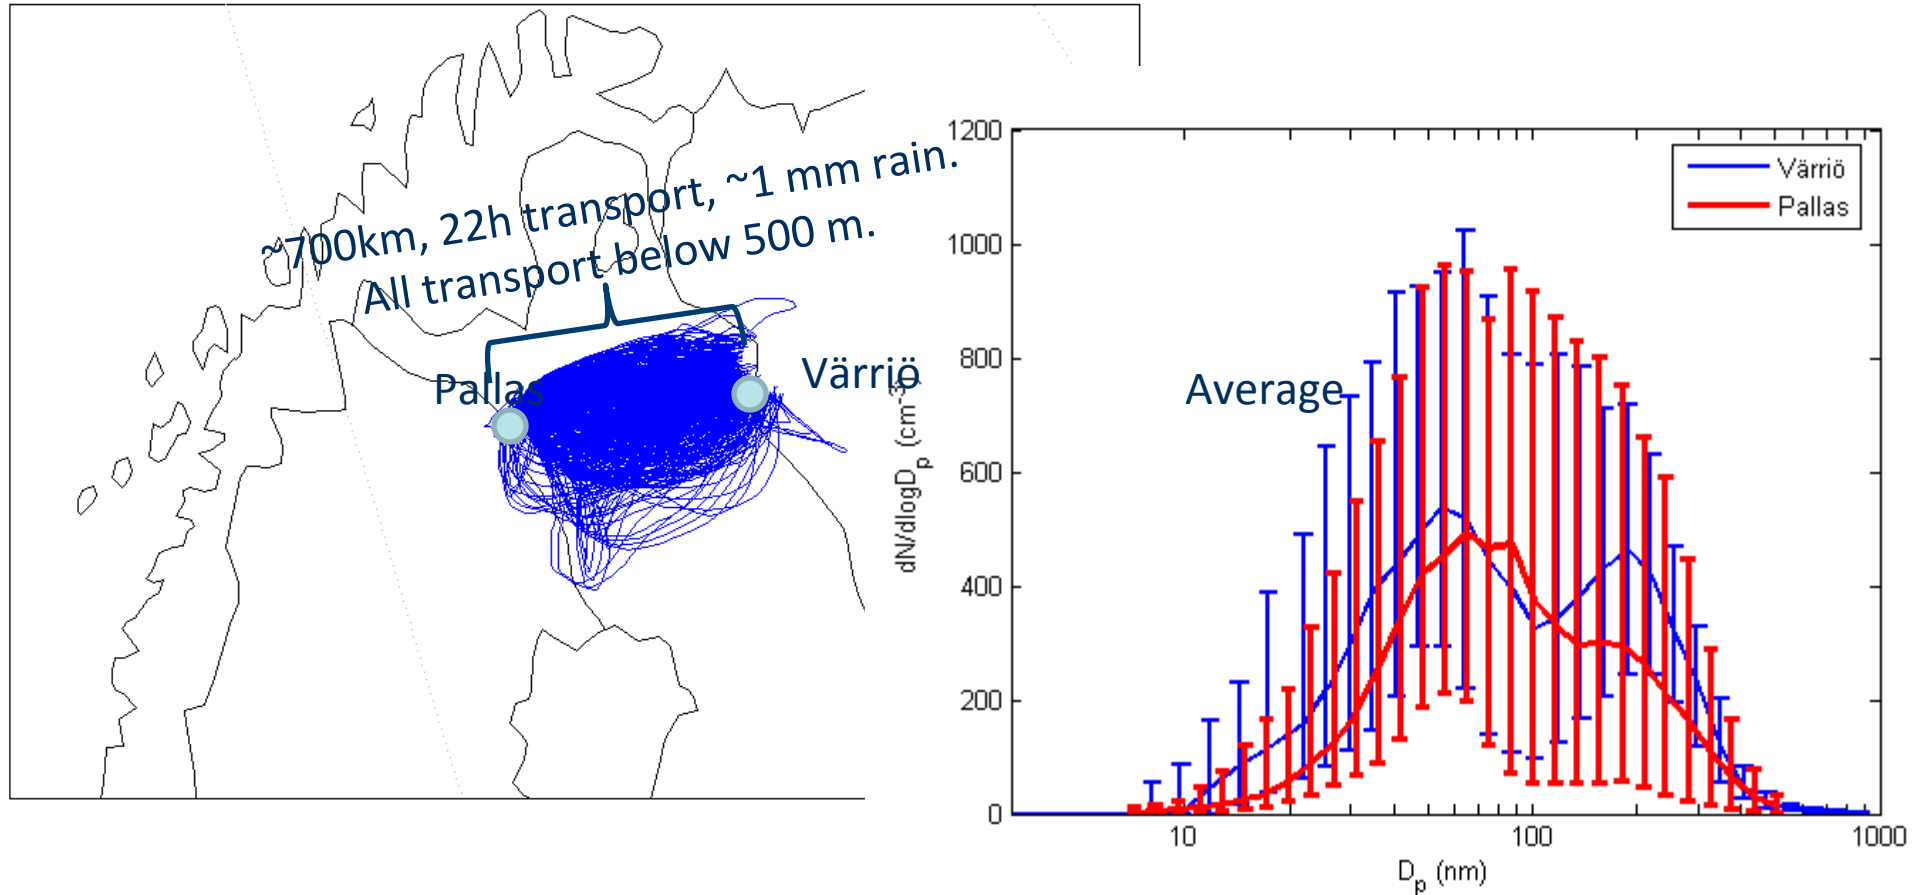 ~700km, 22h transport, ~1 mm rain.
All transport below 500 m.
Pallas
Värriö
Average
Värriö
Pallas
dN/dlogDp (cm-3)
1200
1000
800
600
400
200
0
10
100
1000
Dp (nm)